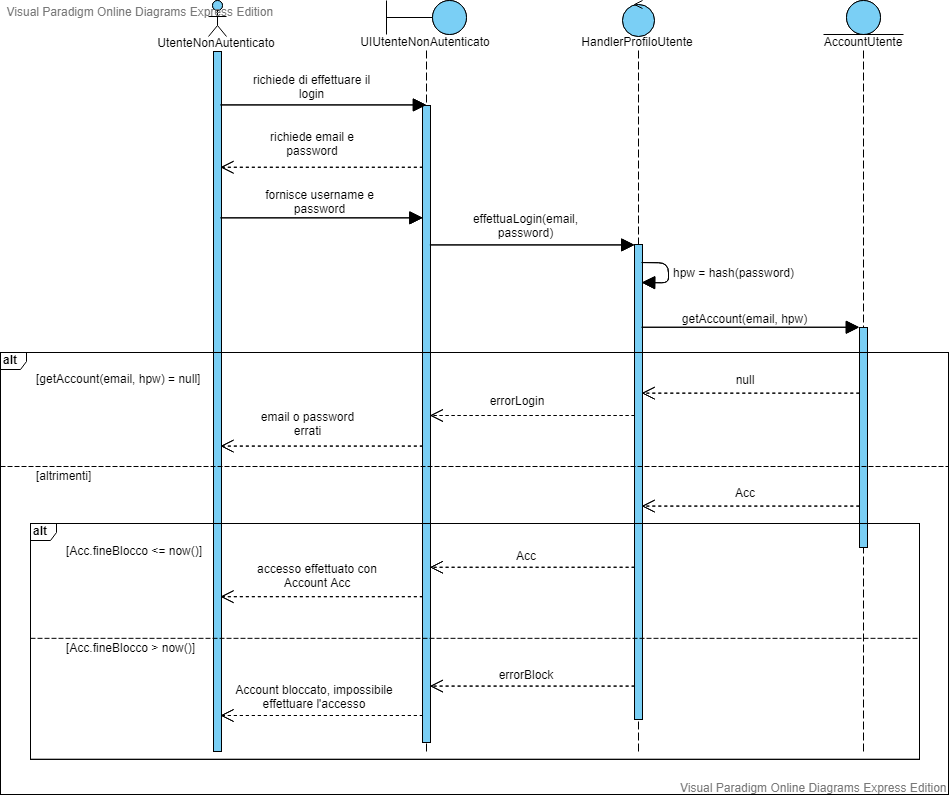 Visual Paradigm Online Diagrams Express Edition
UtenteNonAutenticato
UIUtenteNonAutenticato
HandlerProfiloUtente
AccountUtente
richiede di effettuare il
login
richiede email e
password
fornisce username e
password
effettuaLogin(email,
password)
hpw = hash(password)
getAccount(email, hpw)
alt
[getAccount(email, hpw) = null]
null
errorLogin
email o password
errati
[altrimenti]
Acc
alt
[Acc.fineBlocco <= now()]
Acc
accesso effettuato con
Account Acc
[Acc.fineBlocco > now()]
errorBlock
Account bloccato, impossibile
effettuare l'accesso
Visual Paradigm Online Diagrams Express Edition